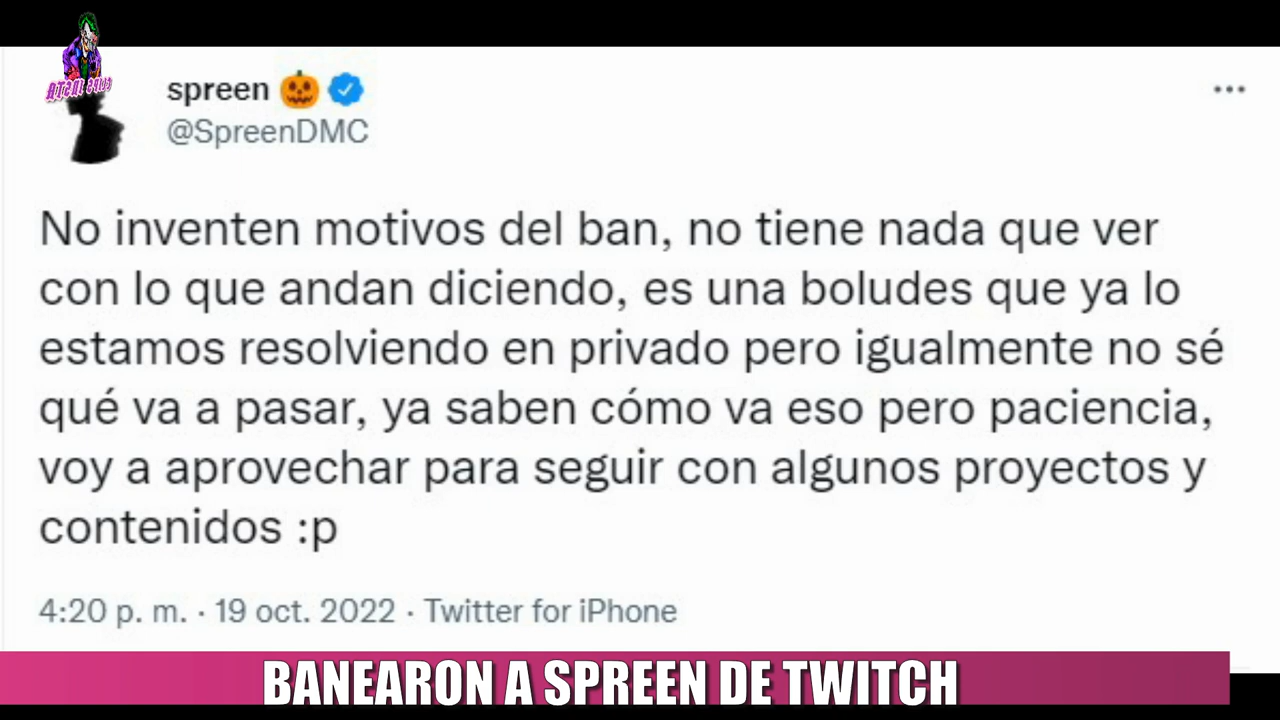 spreen
@SpreenDMC
No inventen motivos del ban, no tiene nada que ver
con lo que andan diciendo, es una boludes que ya lo
estamos resolviendo en privado pero igualmente no sé
qué va a pasar, ya saben cómo va eso pero paciencia,
voy a aprovechar para seguir con algunos proyectos y
contenidos :p
4:20 p. m. · 19 oct. 2022 · Twitter for iPhone
BANEARON A SPREEN DE TWITCH